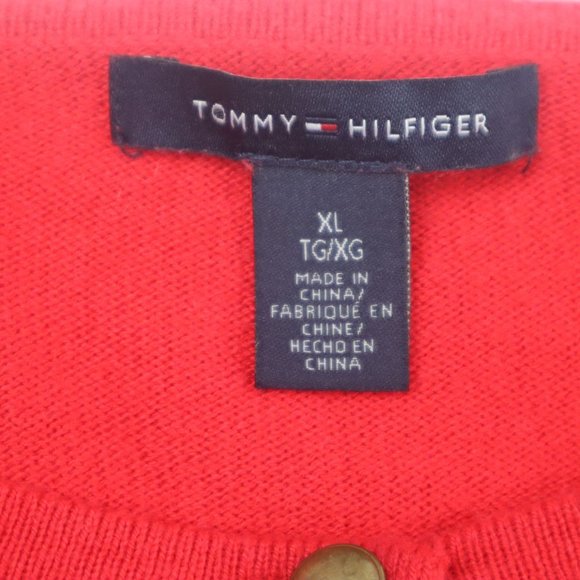 TOMMY HILFIGER
XL
TG/XG
MADE IN
CHINA/
FABRIQUÉ EN
CHINE/
HECHO EN
CHINA